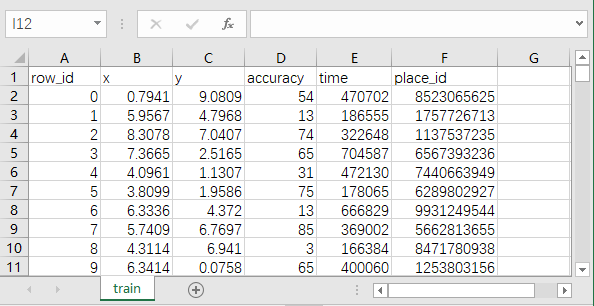 I12 fx
A B C D E F G
1 row_id x y accuracy time place_id
2 0 0.7941 9.0809 54 470702 8523065625
3 1 5.9567 4.7968 13 186555 1757726713
4 2 8.3078 7.0407 74 322648 1137537235
5 3 7.3665 2.5165 65 704587 6567393236
6 4 4.0961 1.1307 31 472130 7440663949
7 5 3.8099 1.9586 75 178065 6289802927
8 6 6.3336 4.372 13 666829 9931249544
9 7 5.7409 6.7697 85 369002 5662813655
10 8 4.3114 6.941 3 166384 8471780938
11 9 6.3414 0.0758 65 400060 1253803156
train